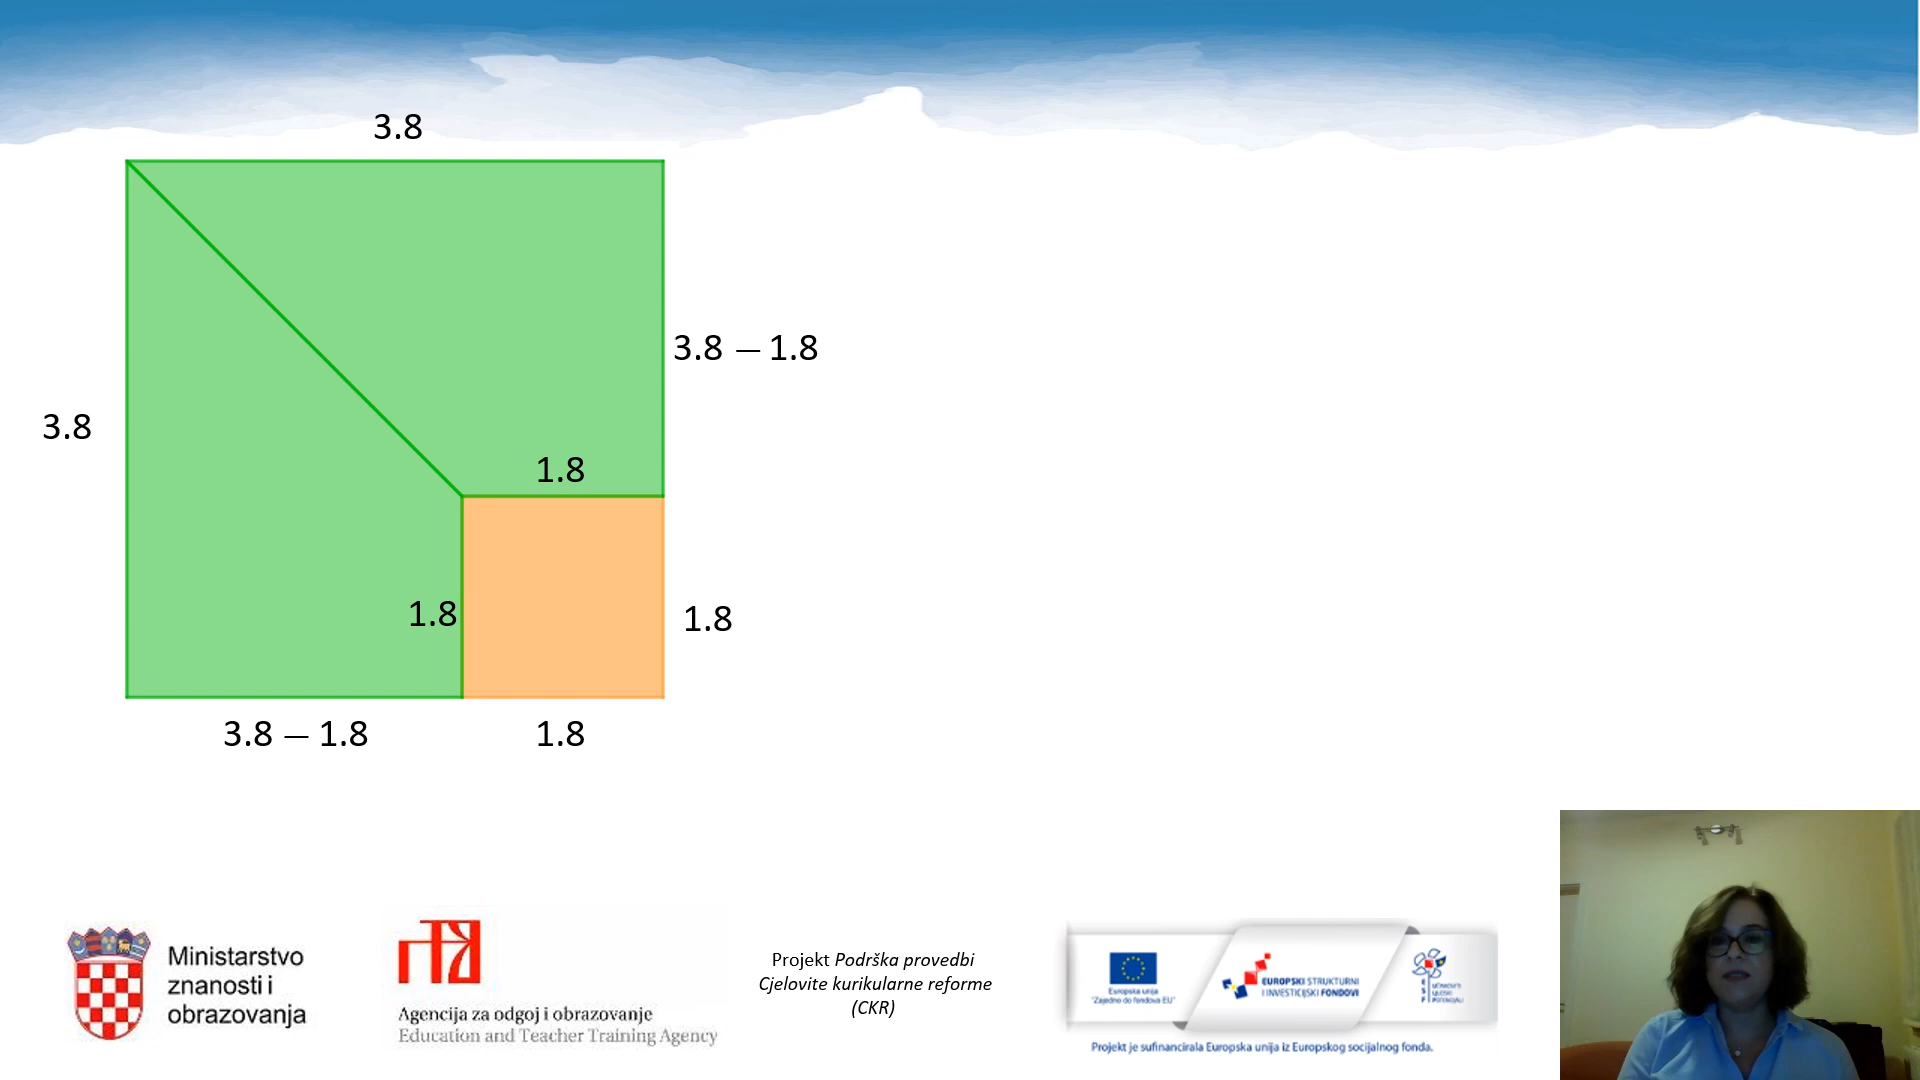 3.8
3.8 – 1.8
3.8
1.8
1.8
1.8
3.8 – 1.8
1.8
Ministarstvo
znanosti i
obrazovanja
Agencija za odgoj i obrazovanje
Education and Teacher Training Agency
Projekt Podrška provedbi
Cjelovite kurikularne reforme
(CKR)
Europska unija
"Zajedno do fondova EU"
EUROPSKI STRUKTURNI
I INVESTICIJSKI FONDOVI
Projekt je sufinancirala Europska unija iz Europskog socijalnog fonda.